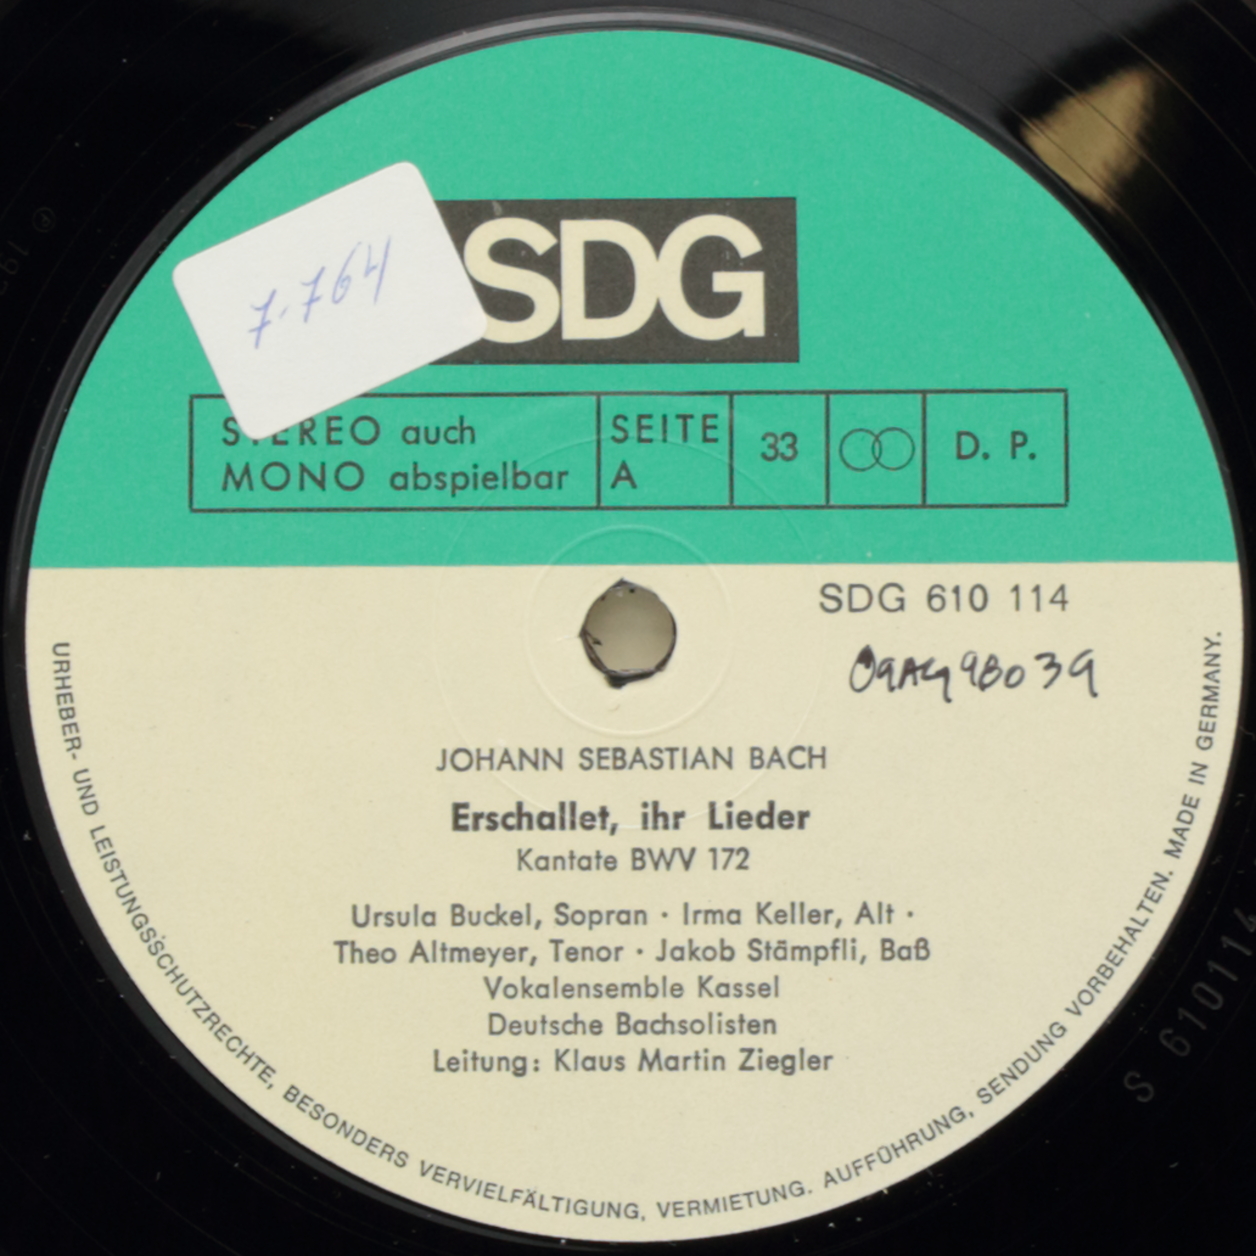 7.764
SDG
STEREO auch
MONO abspielbar
SEITE
A
33
D. P.
SDG 610 114
JOHANN SEBASTIAN BACH
Erschallet, ihr Lieder
Kantate BWV 172
Ursula Buckel, Sopran · Irma Keller, Alt ·
Theo Altmeyer, Tenor · Jakob Stämpfli, Baß
Vokalensemble Kassel
Deutsche Bachsolisten
Leitung: Klaus Martin Ziegler
URHEBER- UND LEISTUNGSSCHUTZRECHTE, BESONDERS VERVIELFÄLTIGUNG, VERMIETUNG. AUFFÜHRUNG, SENDUNG VORBEHALTEN. MADE IN GERMANY.
S 610114